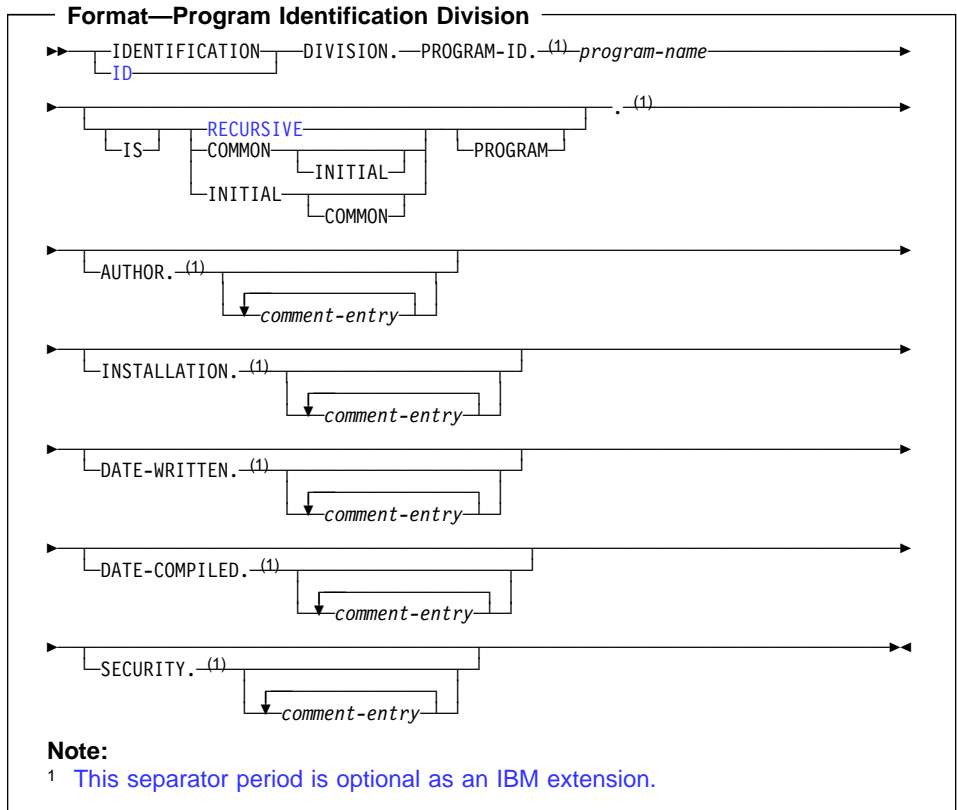 Format—Program Identification Division
IDENTIFICATION DIVISION. PROGRAM-ID. (1) program-name
ID
. (1)
IS RECURSIVE PROGRAM
COMMON
INITIAL
INITIAL
COMMON
AUTHOR. (1)
comment-entry
INSTALLATION. (1)
comment-entry
DATE-WRITTEN. (1)
comment-entry
DATE-COMPILED. (1)
comment-entry
SECURITY. (1)
comment-entry
Note:
1 This separator period is optional as an IBM extension.